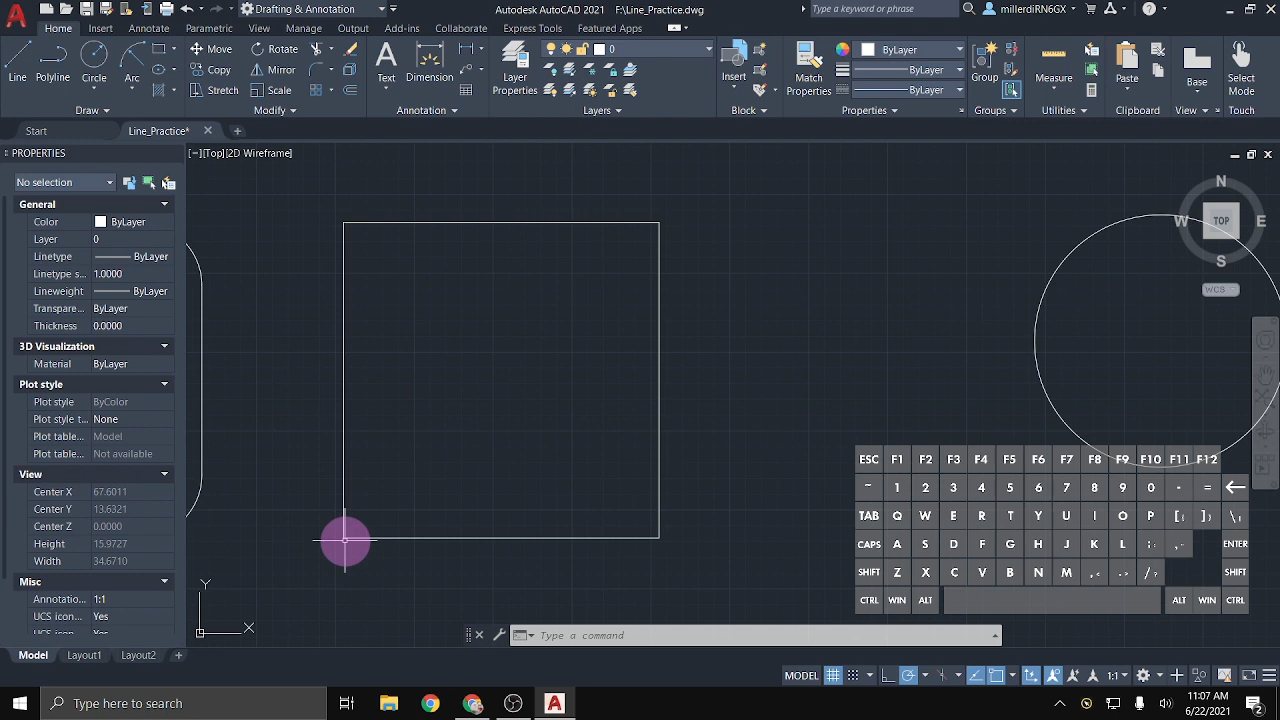 Drafting & Annotation
Autodesk AutoCAD 2021 F:\Line_Practice.dwg
Type a keyword or phrase
millerdiRNGX
Home Insert Annotate Parametric View Manage Output Add-ins Collaborate Express Tools Featured Apps
Line Polyline Circle Arc
Move Rotate
Copy Mirror
Stretch Scale
Text Dimension
Layer Properties
0
Insert
Match Properties
ByLayer
ByLayer
ByLayer
Group Measure Paste Base
Select Mode
Draw Modify Annotation Layers Block Properties Groups Utilities Clipboard View Touch
Start Line_Practice*
PROPERTIES
[−][Top][2D Wireframe]
No selection
General
Color ByLayer
Layer 0
Linetype ByLayer
Linetype s... 1.0000
Lineweight ByLayer
Transpare... ByLayer
Thickness 0.0000
3D Visualization
Material ByLayer
Plot style
Plot style ByColor
Plot style t... None
Plot table... Model
Plot table... Not available
View
Center X 67.6011
Center Y 13.6321
Center Z 0.0000
Height 15.9727
Width 34.6710
Misc
Annotatio... 1:1
UCS icon... Yes
UCS ico... Yes
N
W TOP E
S
WCS
Y
X
ESC F1 F2 F3 F4 F5 F6 F7 F8 F9 F10 F11 F12
~ 1 2 3 4 5 6 7 8 9 0 - = ←
TAB Q W E R T Y U I O P [{ ]} \|
CAPS A S D F G H J K L ;: ," ENTER
SHIFT Z X C V B N M ,< .> /? SHIFT
CTRL WIN ALT ALT WIN CTRL
Type a command
Model Layout1 Layout2
MODEL 1:1
Type here to search
11:07 AM
6/22/2021
2